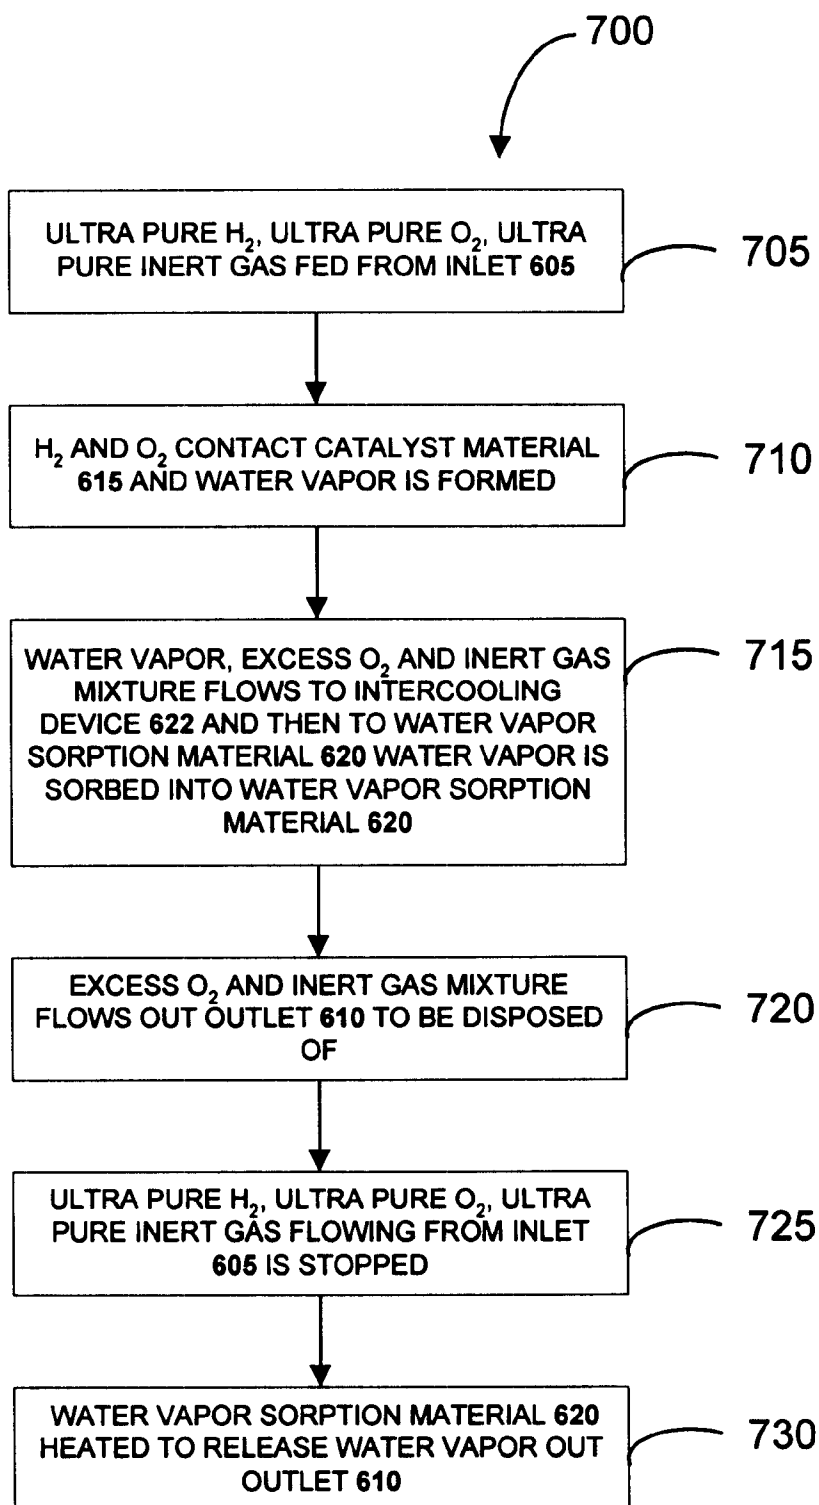 700
ULTRA PURE H₂, ULTRA PURE O₂, ULTRA
PURE INERT GAS FED FROM INLET 605
705
H₂ AND O₂ CONTACT CATALYST MATERIAL
615 AND WATER VAPOR IS FORMED
710
WATER VAPOR, EXCESS O₂ AND INERT GAS
MIXTURE FLOWS TO INTERCOOLING
DEVICE 622 AND THEN TO WATER VAPOR
SORPTION MATERIAL 620 WATER VAPOR IS
SORBED INTO WATER VAPOR SORPTION
MATERIAL 620
715
EXCESS O₂ AND INERT GAS MIXTURE
FLOWS OUT OUTLET 610 TO BE DISPOSED
OF
720
ULTRA PURE H₂, ULTRA PURE O₂, ULTRA
PURE INERT GAS FLOWING FROM INLET
605 IS STOPPED
725
WATER VAPOR SORPTION MATERIAL 620
HEATED TO RELEASE WATER VAPOR OUT
OUTLET 610
730